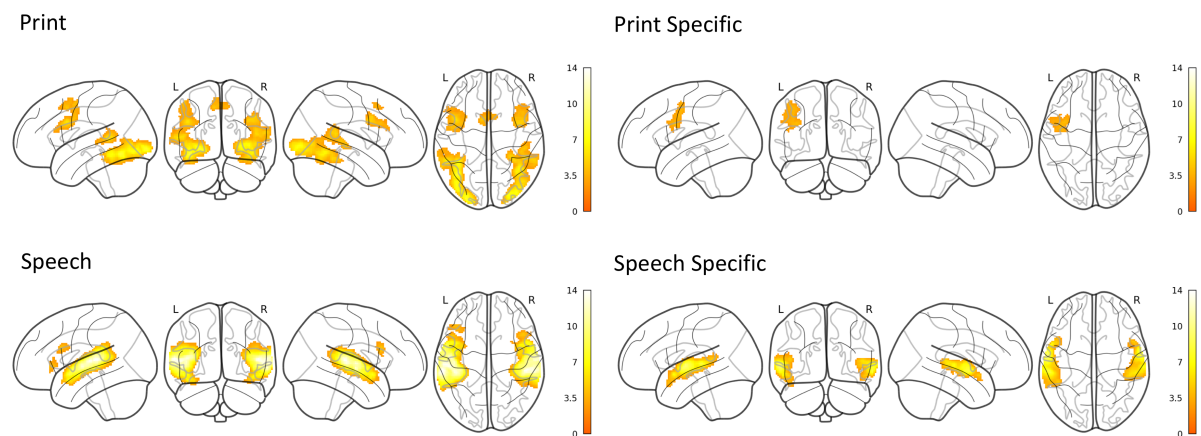 Print
Print Specific
L R L R
14 14
10 10
7 7
3.5 3.5
0 0
Speech
Speech Specific
L R L R
14 14
10 10
7 7
3.5 3.5
0 0